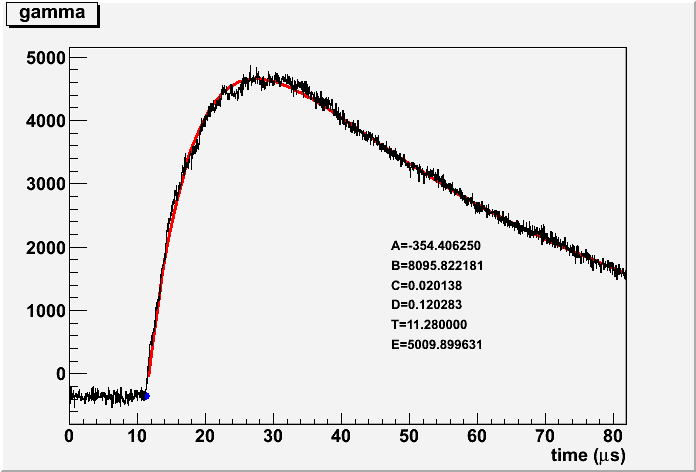 gamma
5000
4000
3000
2000
1000
0
A=-354.406250
B=8095.822181
C=0.020138
D=0.120283
T=11.280000
E=5009.899631
0 10 20 30 40 50 60 70 80
time (μs)